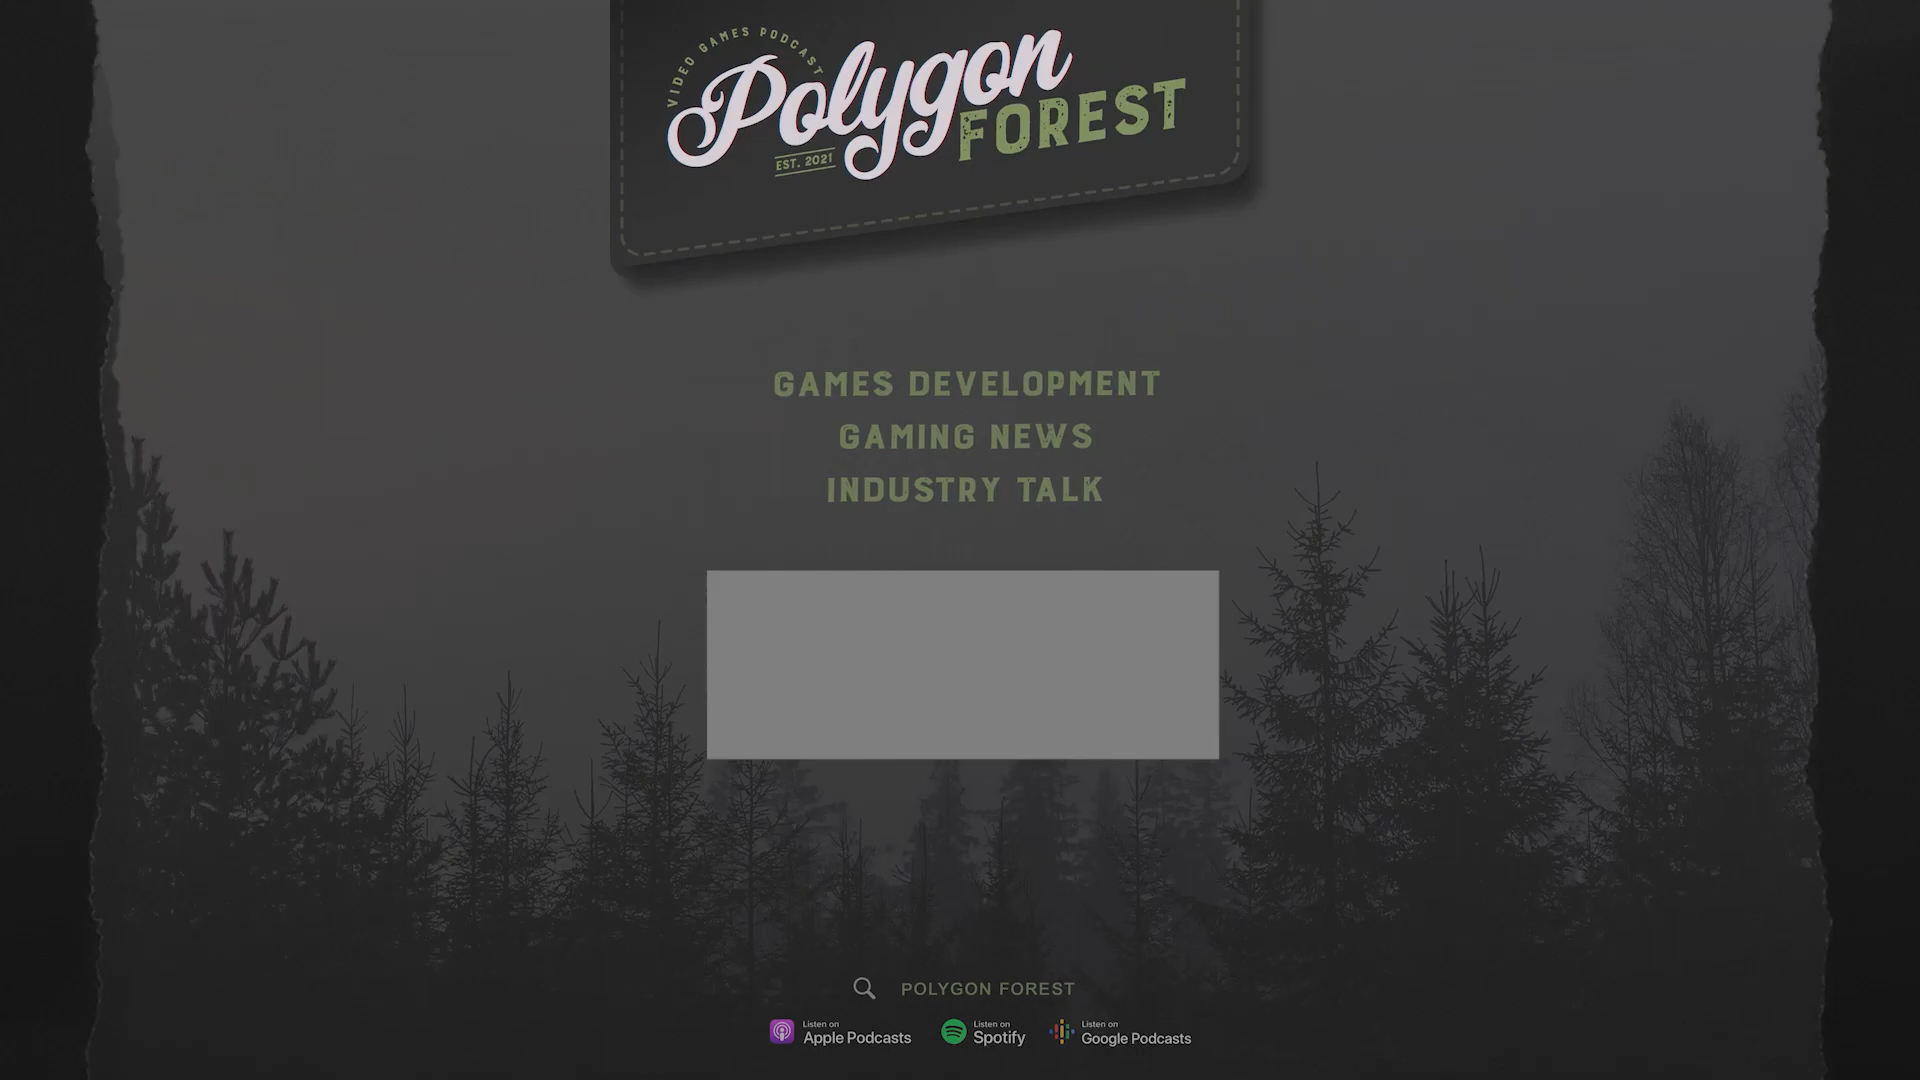 VIDEO GAMES PODCAST
Polygon
FOREST
EST. 2021
GAMES DEVELOPMENT
GAMING NEWS
INDUSTRY TALK
POLYGON FOREST
Listen on
Apple Podcasts
Listen on
Spotify
Listen on
Google Podcasts